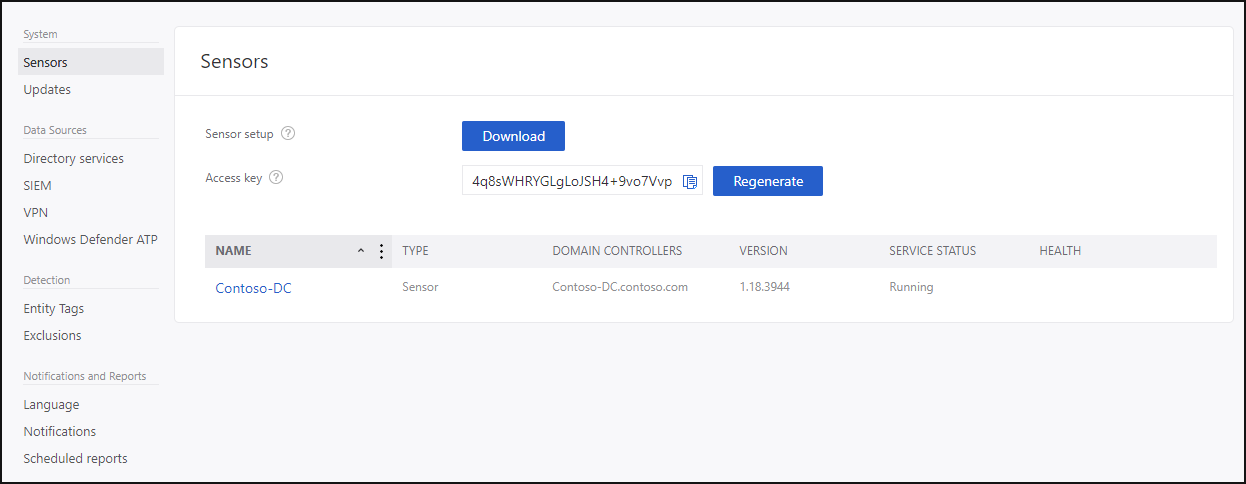 System
Sensors
Updates
Data Sources
Directory services
SIEM
VPN
Windows Defender ATP
Detection
Entity Tags
Exclusions
Notifications and Reports
Language
Notifications
Scheduled reports
Sensors
Sensor setup ? Download
Access key ? 4q8sWHRYGLgLoJSH4+9vo7Vvp Regenerate
NAME TYPE DOMAIN CONTROLLERS VERSION SERVICE STATUS HEALTH
Contoso-DC Sensor Contoso-DC.contoso.com 1.18.3944 Running